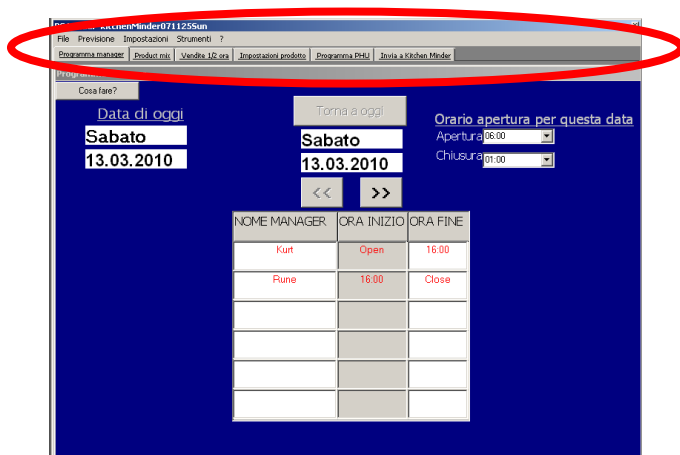 KitchenMinder071125Sun
File Previsione Impostazioni Strumenti ?
Programma manager Product mix Vendite 1/2 ora Impostazioni prodotto Programma PHU Invia a Kitchen Minder
Cosa fare?
Data di oggi
Sabato
13.03.2010
Torna a oggi
Sabato
13.03.2010
<< >>
Orario apertura per questa data
Apertura 06:00
Chiusura 01:00
NOME MANAGER ORA INIZIO ORA FINE
Kurt Open 16:00
Rune 16:00 Close